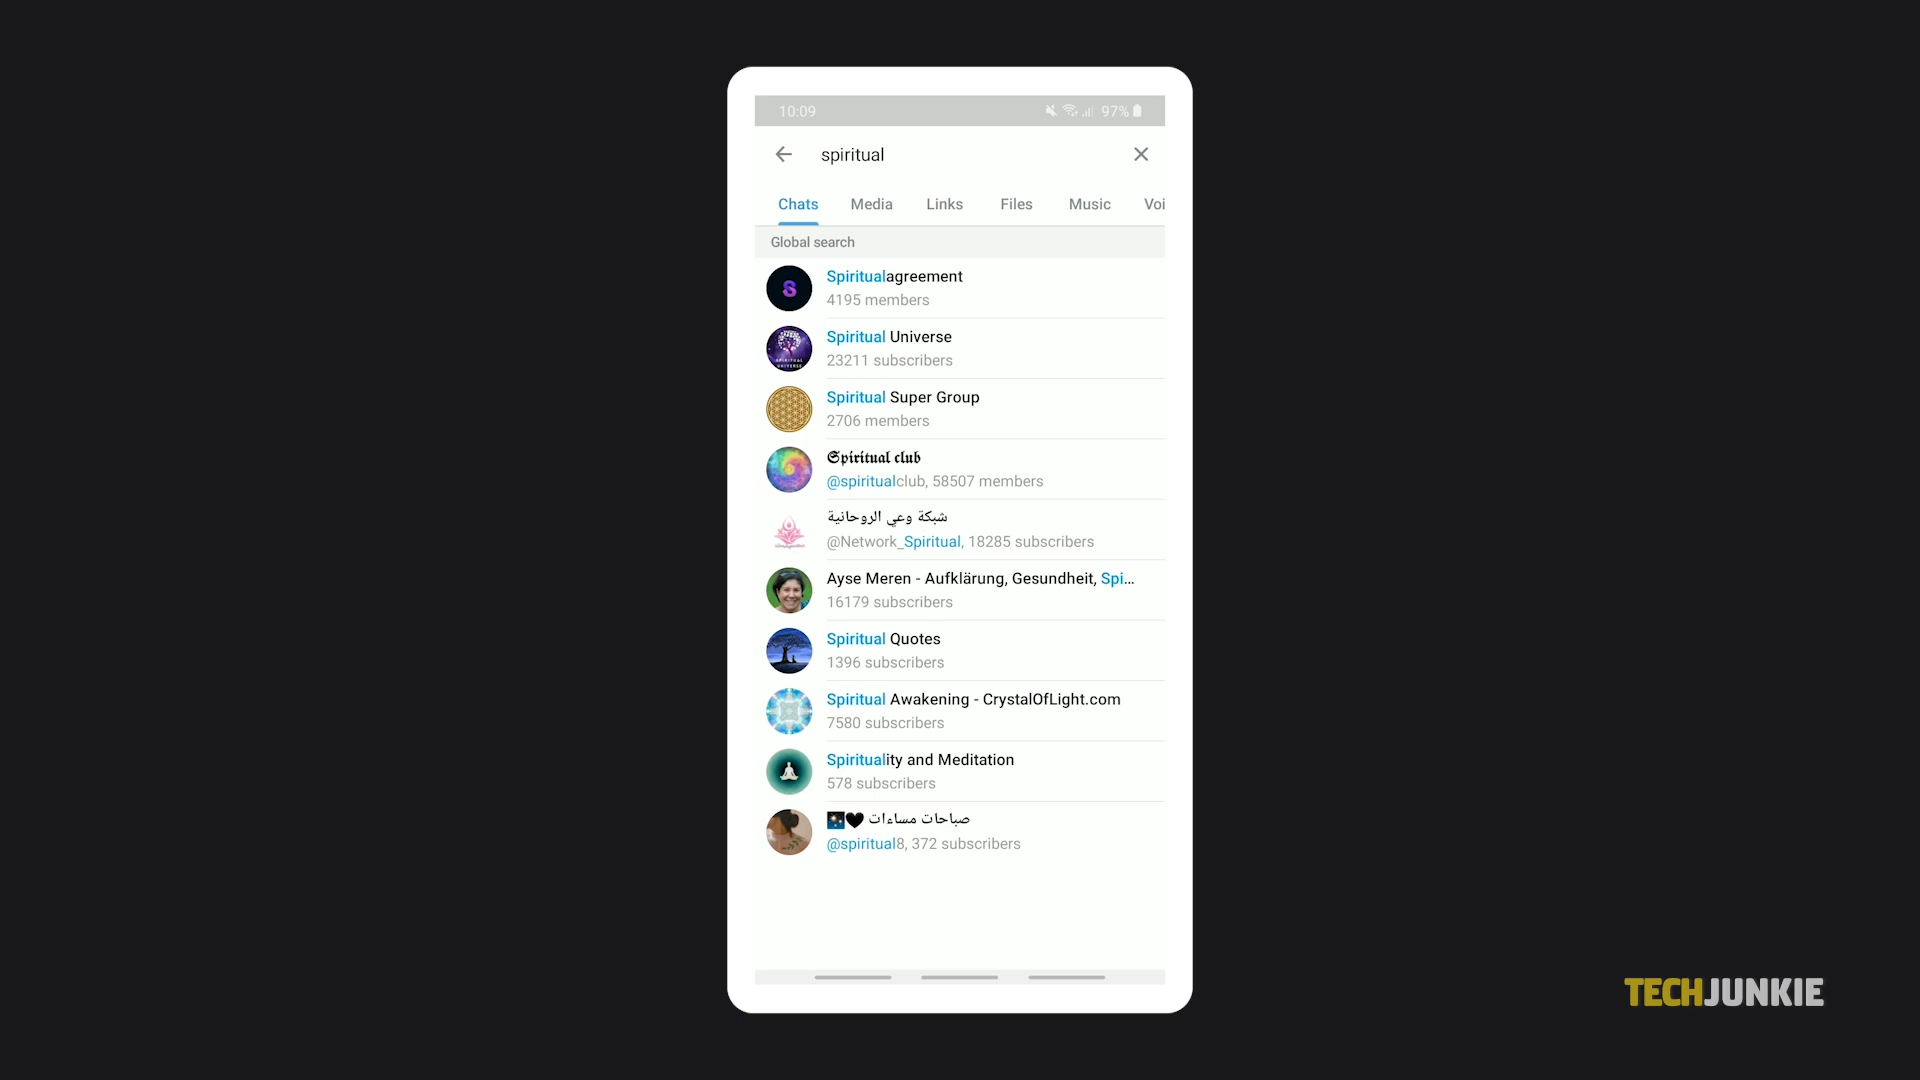 10:09
97%
spiritual
Chats Media Links Files Music Voi
Global search
S
Spiritualagreement
4195 members
SPIRITUAL
UNIVERSE
Spiritual Universe
23211 subscribers
Spiritual Super Group
2706 members
𝕾𝖕𝖎𝖗𝖎𝖙𝖚𝖆𝖑 𝖈𝖑𝖚𝖇
@spiritualclub, 58507 members
شبكة وعي الروحانية
@Network_Spiritual, 18285 subscribers
Ayse Meren - Aufklärung, Gesundheit, Spi...
16179 subscribers
Spiritual Quotes
1396 subscribers
Spiritual Awakening - CrystalOfLight.com
7580 subscribers
Spirituality and Meditation
578 subscribers
🎇🖤 صباحات مساءات
@spiritual8, 372 subscribers
TECHJUNKIE